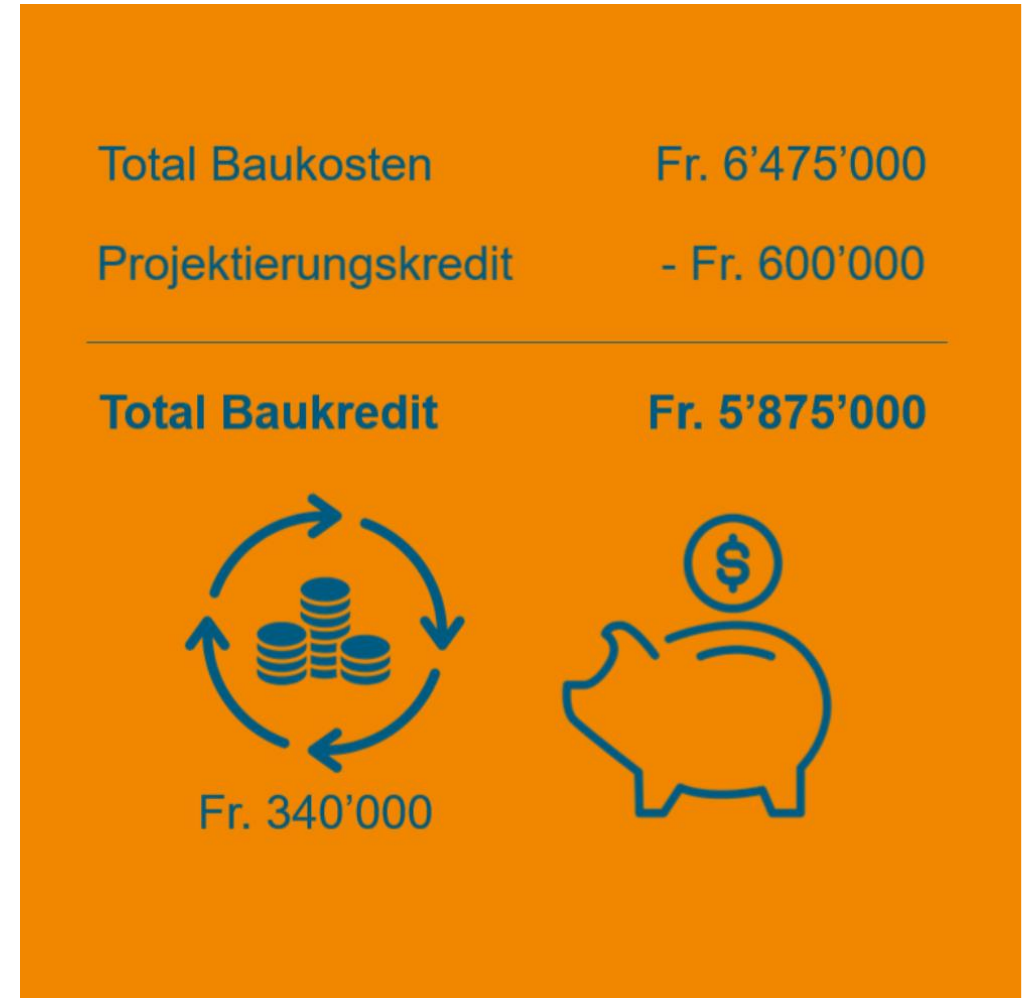 Total Baukosten Fr. 6’475’000
Projektierungskredit - Fr. 600’000
Total Baukredit Fr. 5’875’000
$
Fr. 340’000